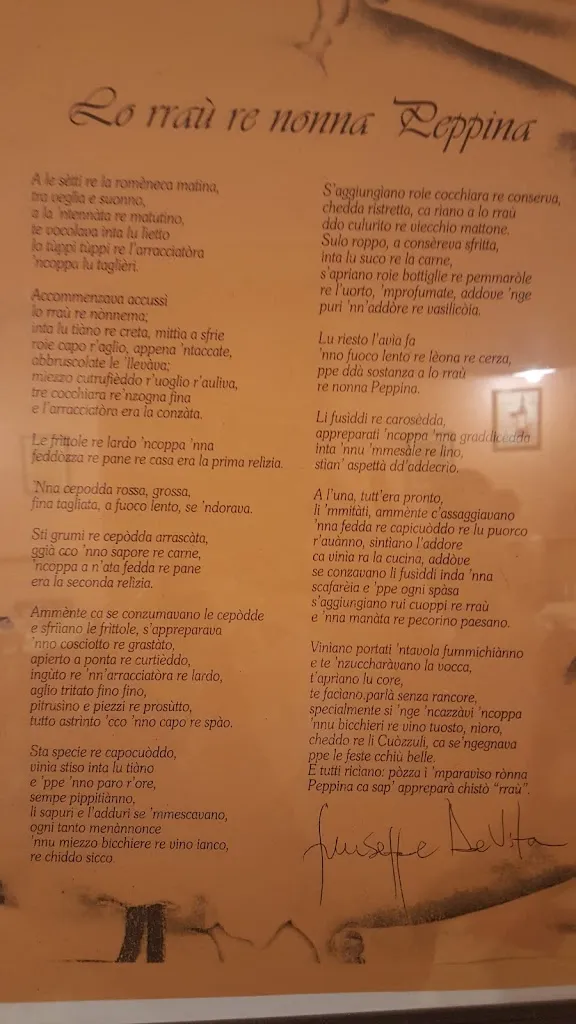 Lo rraù re nonna Peppina
A le sètti re la romèneca matina,
tra veglia e suonno,
a la 'ntennàta re matutino,
te vocolava inta lu lietto
lo tùppi tùppi re l'arracciatòra
'ncoppa lu taglièri.
Accommenzava accussì
lo rraù re nònnema;
inta lu tiàno re creta, mittia a sfrie
roie capo r'aglio, appena 'ntaccate,
abbruscolate le 'llevàva;
miezzo cutrufièddo r'uoglio r'auliva,
tre cocchiara re'nzogna fina
e l'arracciatòra era la conzàta.
Le frìttole re lardo 'ncoppa 'nna
feddòzza re pane re casa era la prima relizia.
'Nna cepodda rossa, grossa,
fina tagliata, a fuoco lento, se 'ndorava.
Sti grumi re cepòdda arrascàta,
ggià cco 'nno sapore re carne,
'ncoppa a n'ata fedda re pane
era la seconda relizia.
Ammènte ca se conzumavano le cepòdde
e sfriiano le frìttole, s'appreparava
'nno cosciotto re grastàto,
apierto a ponta re curtièddo,
ingùto re 'nn'arracciatòra re lardo,
aglio tritato fino fino,
pitrusino e piezzi re prosùtto,
tutto astrinto 'cco 'nno capo re spào.
Sta specie re capocuòddo,
vinia stiso inta lu tiàno
e 'ppe 'nno paro r'ore,
sempe pippitiànno,
li sapuri e l'adduri se 'mmescavano,
ogni tanto menànnonce
'nnu miezzo bicchiere re vino ianco,
re chiddo sicco.
S'aggiungiano roie cocchiara re conserva,
chedda ristretta, ca riano a lo rraù
ddo culurito re viecchio mattone.
Sulo roppo, a consèreva sfritta,
inta lu suco re la carne,
s'apriano roie bottiglie re pemmaròle
re l'uorto, 'mprofumate, addove 'nge
purì 'nn'addòre re vasilicòia.
Lu riesto l'avìa fa
'nno fuoco lento re lèona re cerza,
ppe ddà sostanza a lo rraù
re nonna Peppina.
Li fusiddi re carosèdda,
appreparati 'ncoppa 'nna graddicèdda
inta 'nnu 'mmesàle re lino,
stian' aspettà dd'addecrio.
A l'una, tutt'era pronto,
li 'mmitàti, ammènte c'assaggiavano
'nna fedda re capicuòddo re lu puorco
r'auànno, sintiano l'addore
ca vinia ra la cucina, addòve
se conzavano li fusiddi inda 'nna
scafarèia e 'ppe ogni spàsa
s'aggiungiano rui cuoppi re rraù
e 'nna manàta re pecorino paesano.
Viniano portati 'ntavola fummichiànno
e te 'nzuccharàvano la vocca,
t'apriano lu core,
te faciano.parlà senza rancore,
specialmente si 'nge 'ncazzàvi 'ncoppa
'nnu bicchieri re vino tuosto, nioro,
cheddo re li Cuòzzuli, ca se'ngegnava
ppe le feste cchiù belle.
E tutti riciano: pòzza ì 'mparaviso rònna
Peppina ca sap' appreparà chistò "rraù".
Giuseppe De Vita